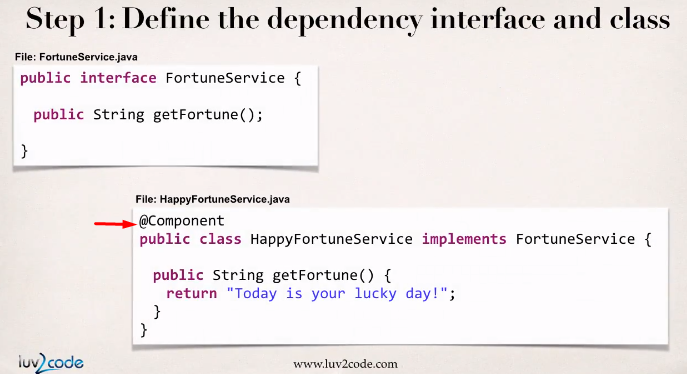 Step 1: Define the dependency interface and class
File: FortuneService.java
public interface FortuneService {
public String getFortune();
}
File: HappyFortuneService.java
@Component
public class HappyFortuneService implements FortuneService {
public String getFortune() {
return "Today is your lucky day!";
}
}
luv2code
www.luv2code.com